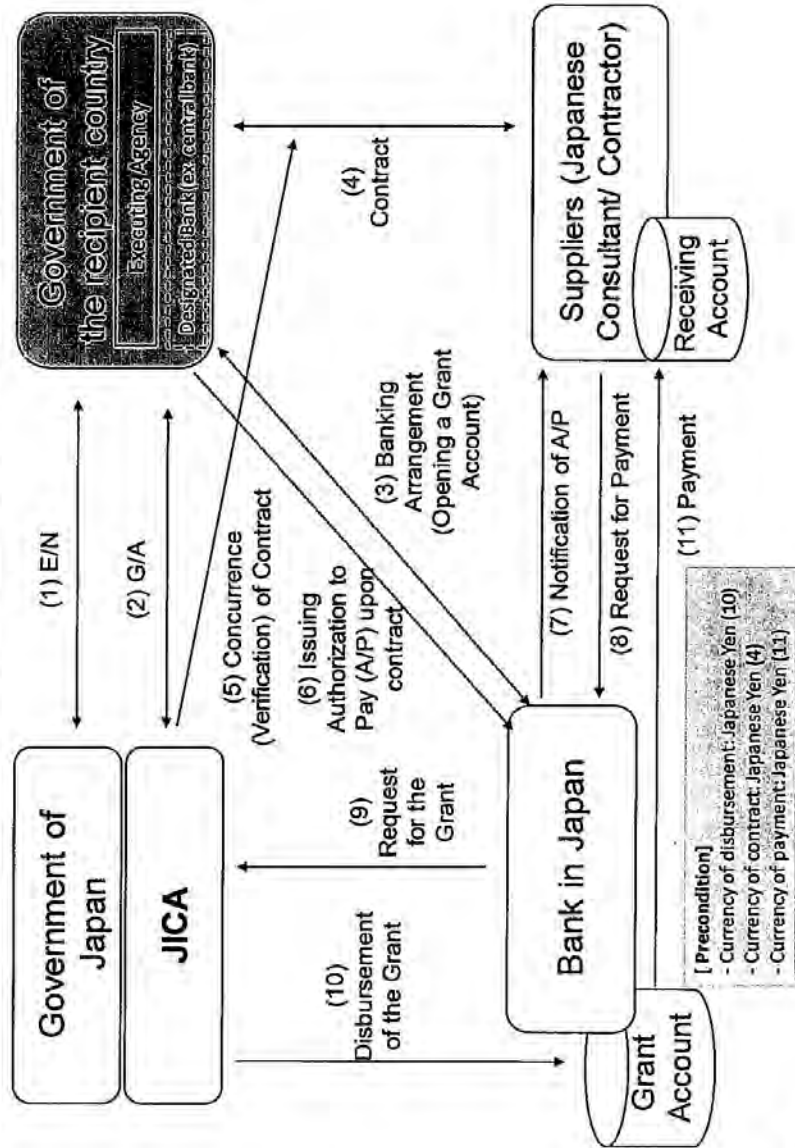 Government of
Japan
JICA
(1) E/N
(2) G/A
Government of
the recipient country
Executing Agency
Designated Bank (ex centralbank)
(5) Concurrence
(Verification) of Contract
(6) Issuing
Authorization to
Pay (A/P) upon
contract
(3) Banking
Arrangement
(Opening a Grant
Account)
(4)
Contract
(9)
Request
for the
Grant
(10)
Disbursement
of the Grant
Bank in Japan
Grant
Account
(7) Notification of A/P
(8) Request for Payment
(11) Payment
Suppliers (Japanese
Consultant/ Contractor)
Receiving
Account
[ Precondition]
- Currency of disbursement: Japanese Yen (10)
- Currency of contract: Japanese Yen (4)
- Currency of payment: Japanese Yen (11)